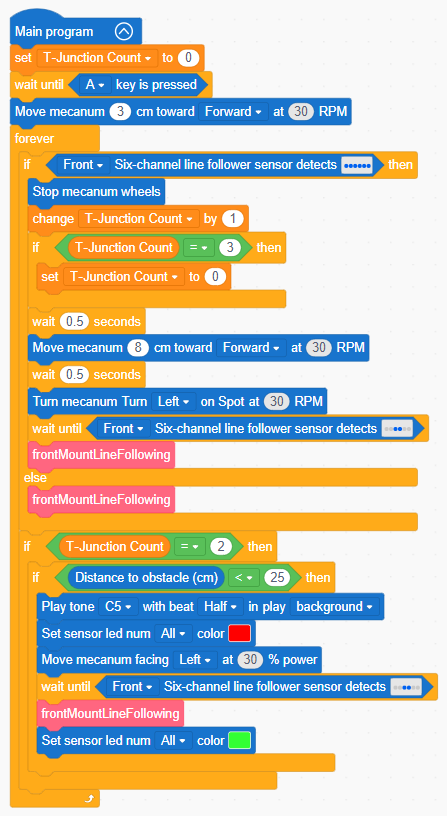 Main program
set T-Junction Count to 0
wait until A key is pressed
Move mecanum 3 cm toward Forward at 30 RPM
forever
if Front Six-channel line follower sensor detects then
Stop mecanum wheels
change T-Junction Count by 1
if T-Junction Count = 3 then
set T-Junction Count to 0
wait 0.5 seconds
Move mecanum 8 cm toward Forward at 30 RPM
wait 0.5 seconds
Turn mecanum Turn Left on Spot at 30 RPM
wait until Front Six-channel line follower sensor detects
frontMountLineFollowing
else
frontMountLineFollowing
if T-Junction Count = 2 then
if Distance to obstacle (cm) < 25 then
Play tone C5 with beat Half in play background
Set sensor led num All color
Move mecanum facing Left at 30 % power
wait until Front Six-channel line follower sensor detects
frontMountLineFollowing
Set sensor led num All color